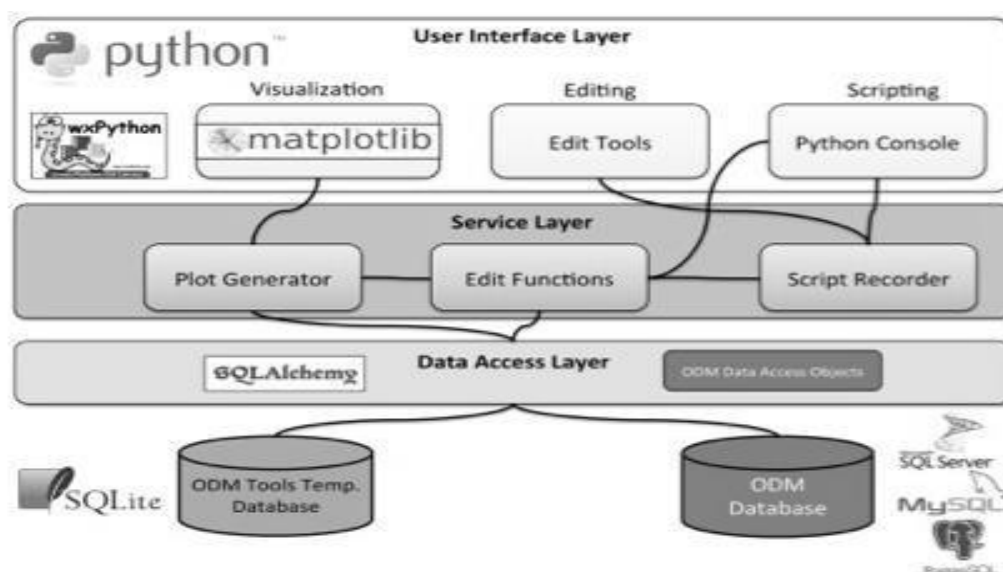 python™
User Interface Layer
Visualization
Editing
Scripting
wxPython
matplotlib
Edit Tools
Python Console
Service Layer
Plot Generator
Edit Functions
Script Recorder
SQLAlchemy
Data Access Layer
ODM Data Access Objects
SQLite
ODM Tools Temp.
Database
ODM
Database
SQL Server
MySQL